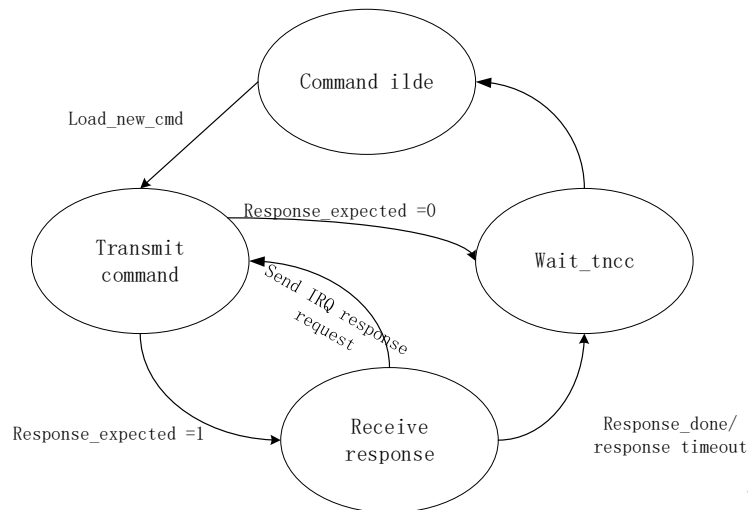 Command ilde
Load_new_cmd
Response_expected =0
Transmit
command
Wait_tncc
Send IRQ response
request
Response_expected =1
Receive
response
Response_done/
response timeout